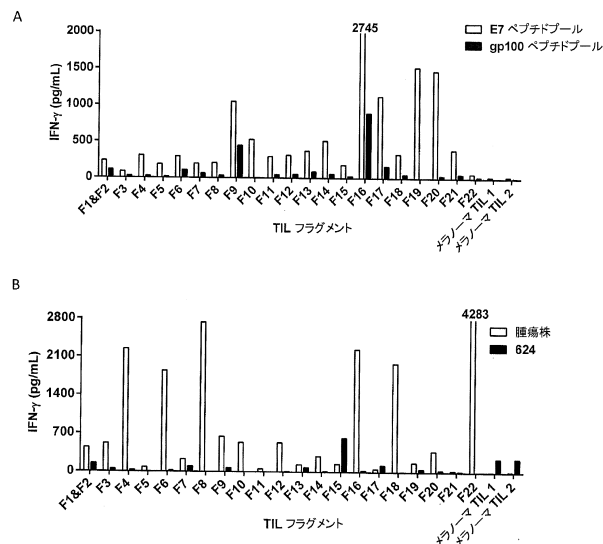 A
2745
E7 ペプチドプール
gp100 ペプチドプール
IFN-γ (pg/mL)
2000
1500
1000
500
0
F1&F2
F3
F4
F5
F6
F7
F8
F9
F10
F11
F12
F13
F14
F15
F16
F17
F18
F19
F20
F21
F22
メラノーマ TIL 1
メラノーマ TIL 2
TIL フラグメント
B
4283
腫瘍株
624
IFN-γ (pg/mL)
2800
2100
1400
700
0
F1&F2
F3
F4
F5
F6
F7
F8
F9
F10
F11
F12
F13
F14
F15
F16
F17
F18
F19
F20
F21
F22
メラノーマ TIL 1
メラノーマ TIL 2
TIL フラグメント